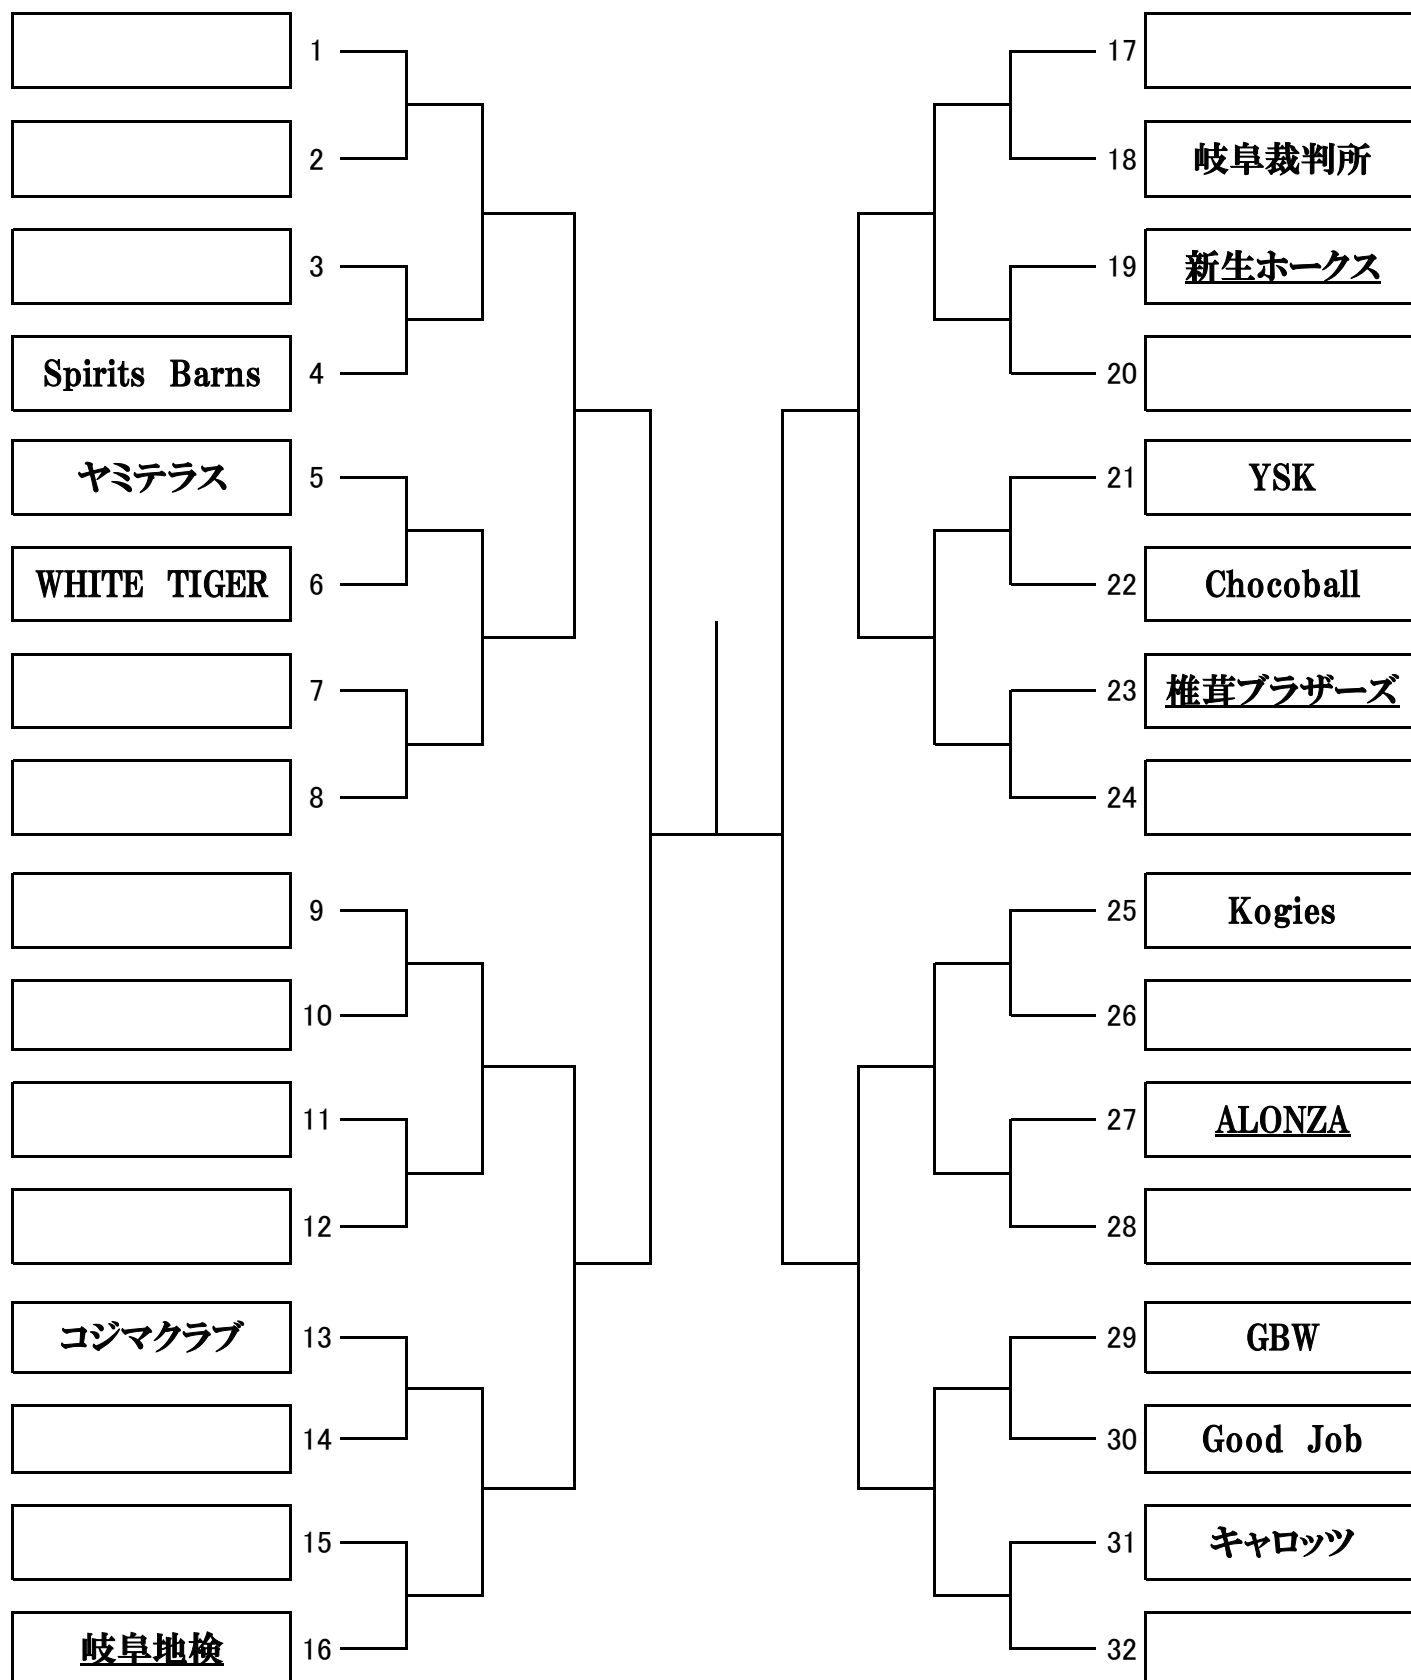 1
2
3
Spirits Barns 4
ヤミテラス 5
WHITE TIGER 6
7
8
9
10
11
12
コジマクラブ 13
14
15
岐阜地検 16
17
18 岐阜裁判所
19 新生ホークス
20
21 YSK
22 Chocoball
23 椎茸ブラザーズ
24
25 Kogies
26
27 ALONZA
28
29 GBW
30 Good Job
31 キャロッツ
32